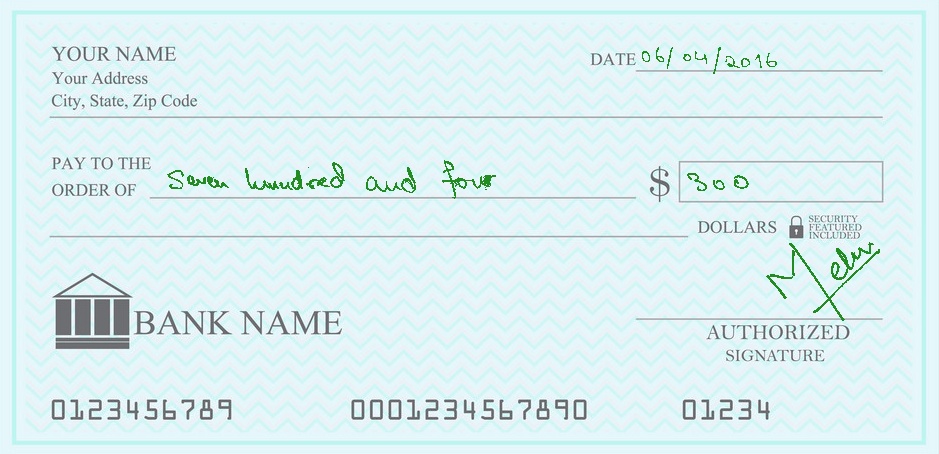 YOUR NAME
Your Address
City, State, Zip Code
DATE 06/04/2016
PAY TO THE ORDER OF Seven hundred and four $ 300
DOLLARS SECURITY FEATURED INCLUDED
BANK NAME
AUTHORIZED
SIGNATURE
0123456789 0001234567890 01234